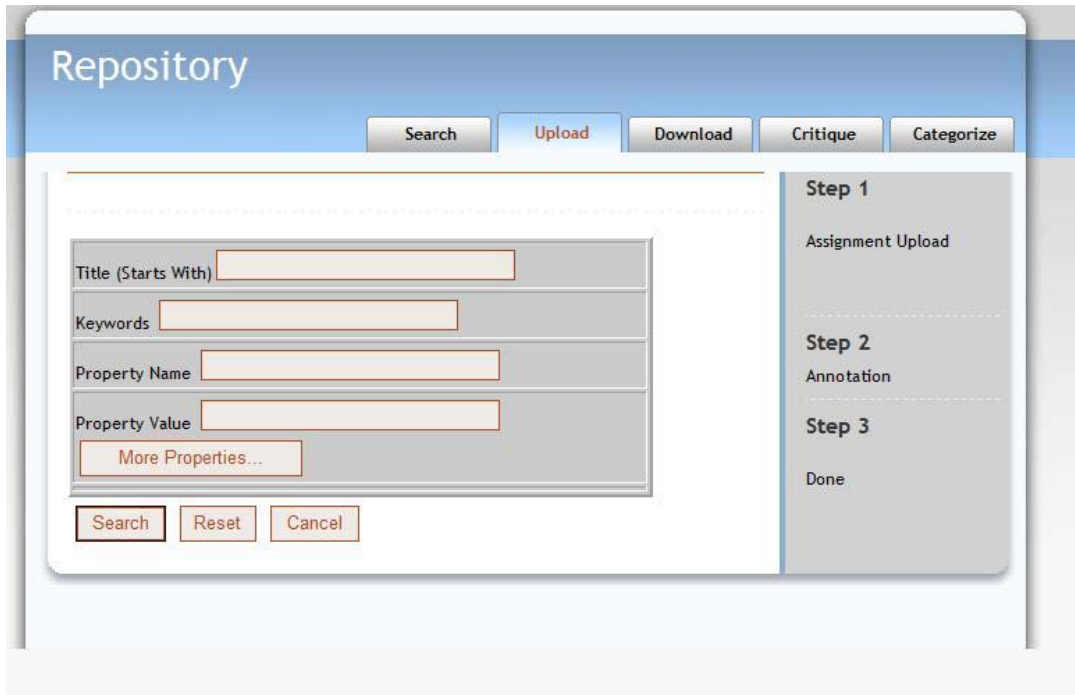 Repository
Search Upload Download Critique Categorize
Title (Starts With)
Keywords
Property Name
Property Value
More Properties...
Search Reset Cancel
Step 1
Assignment Upload
Step 2
Annotation
Step 3
Done